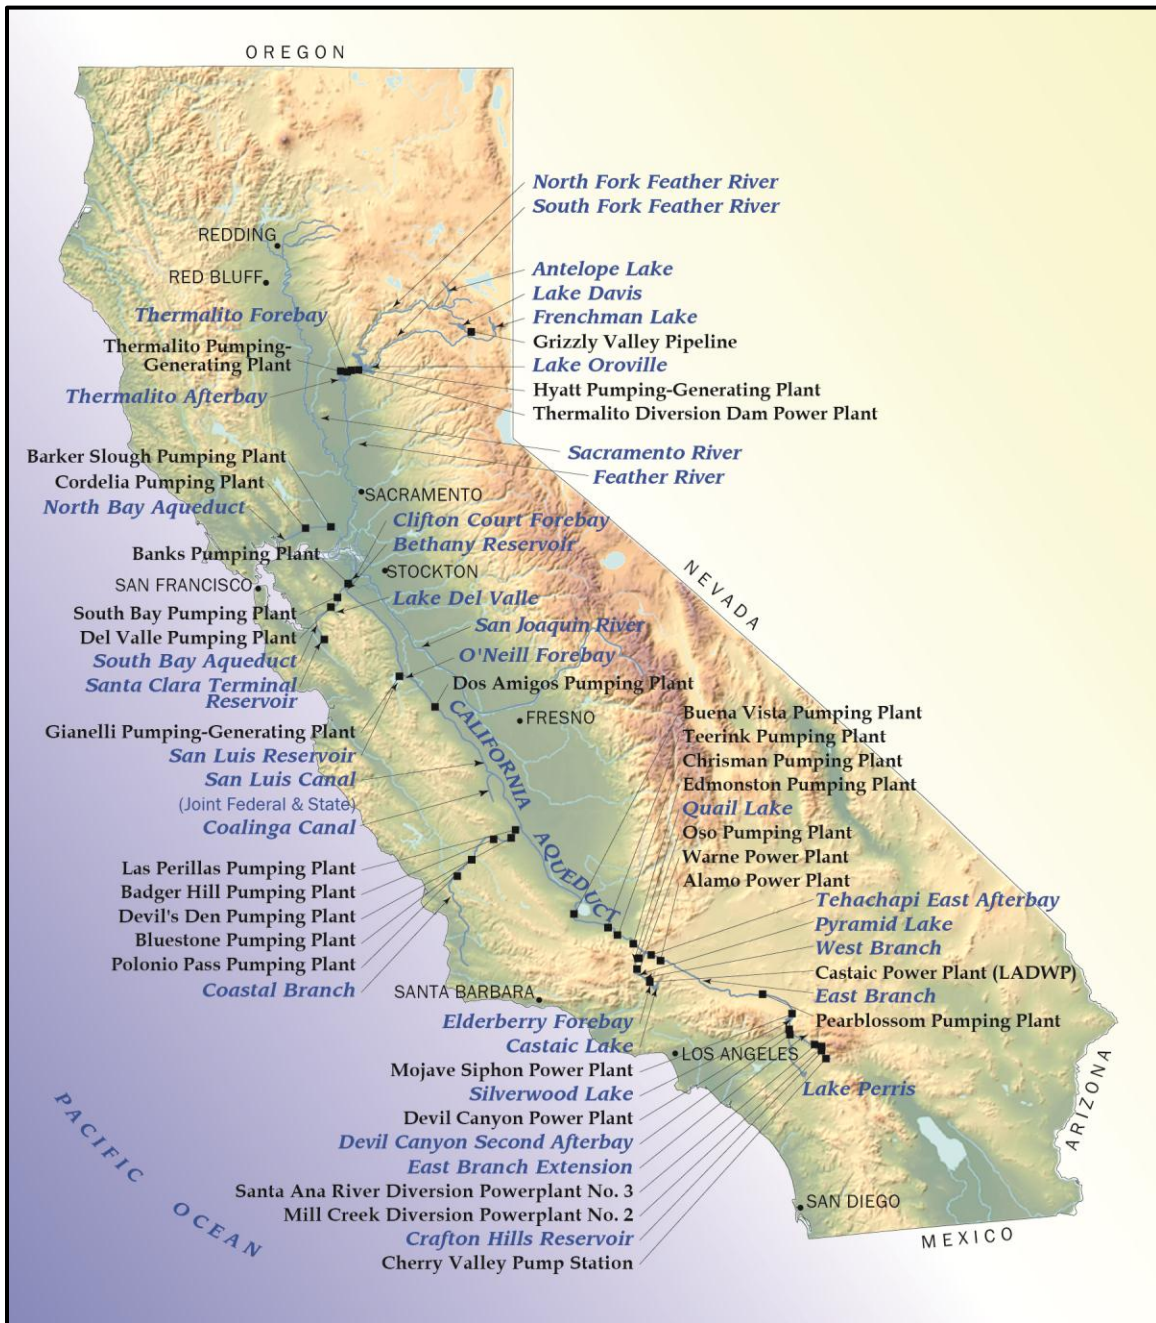 OREGON
North Fork Feather River
South Fork Feather River
REDDING
RED BLUFF
Antelope Lake
Lake Davis
Frenchman Lake
Grizzly Valley Pipeline
Lake Oroville
Hyatt Pumping-Generating Plant
Thermalito Diversion Dam Power Plant
Thermalito Forebay
Thermalito Pumping-
Generating Plant
Thermalito Afterbay
Sacramento River
Feather River
Barker Slough Pumping Plant
Cordelia Pumping Plant
North Bay Aqueduct
SACRAMENTO
Clifton Court Forebay
Bethany Reservoir
Banks Pumping Plant
STOCKTON
SAN FRANCISCO
NEVADA
Lake Del Valle
South Bay Pumping Plant
Del Valle Pumping Plant
South Bay Aqueduct
Santa Clara Terminal
Reservoir
San Joaquin River
O'Neill Forebay
Dos Amigos Pumping Plant
FRESNO
Gianelli Pumping-Generating Plant
San Luis Reservoir
San Luis Canal
(Joint Federal & State)
Coalinga Canal
CALIFORNIA
AQUEDUCT
Buena Vista Pumping Plant
Teerink Pumping Plant
Chrisman Pumping Plant
Edmonston Pumping Plant
Quail Lake
Oso Pumping Plant
Warne Power Plant
Alamo Power Plant
Las Perillas Pumping Plant
Badger Hill Pumping Plant
Devil's Den Pumping Plant
Bluestone Pumping Plant
Polonio Pass Pumping Plant
Coastal Branch
Tehachapi East Afterbay
Pyramid Lake
West Branch
Castaic Power Plant (LADWP)
East Branch
Pearblossom Pumping Plant
SANTA BARBARA
Elderberry Forebay
Castaic Lake
LOS ANGELES
Mojave Siphon Power Plant
Silverwood Lake
Lake Perris
Devil Canyon Power Plant
Devil Canyon Second Afterbay
East Branch Extension
Santa Ana River Diversion Powerplant No. 3
Mill Creek Diversion Powerplant No. 2
Crafton Hills Reservoir
Cherry Valley Pump Station
SAN DIEGO
ARIZONA
MEXICO
PACIFIC
OCEAN